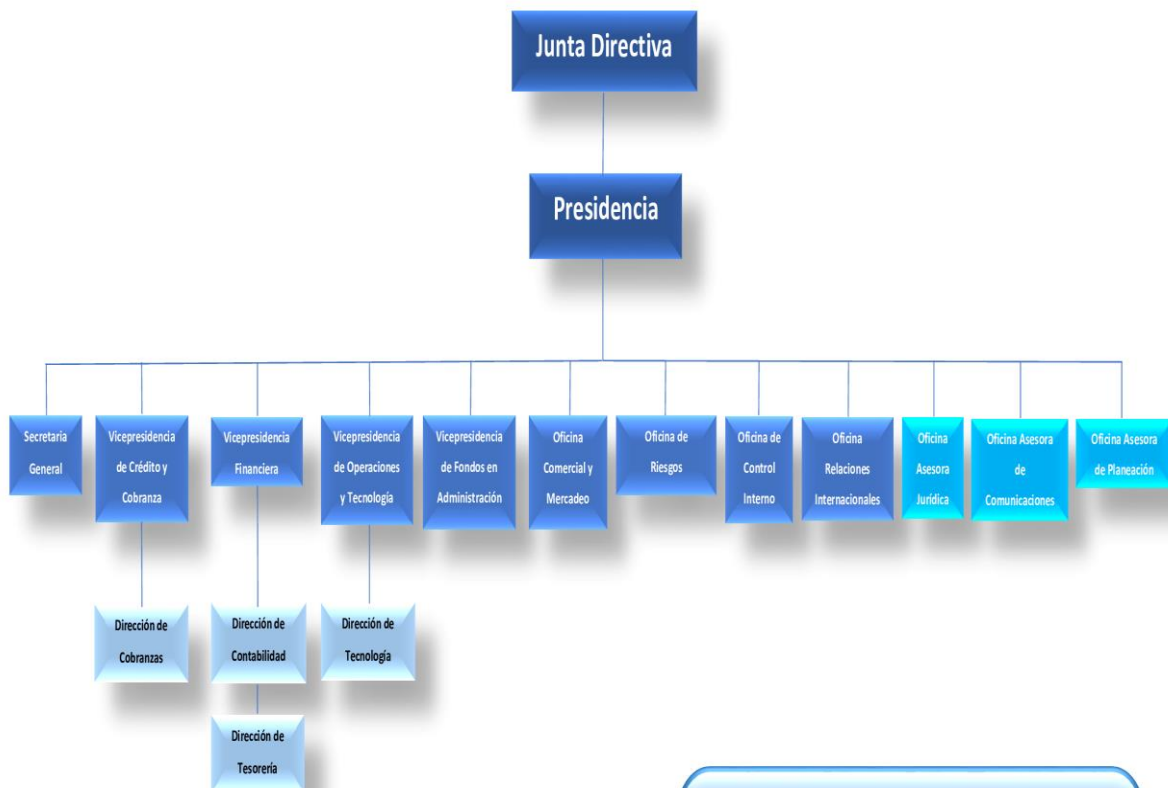 Junta Directiva
Presidencia
Secretaria
General
Vicepresidencia
de Crédito y
Cobranza
Vicepresidencia
Financiera
Vicepresidencia
de Operaciones
y Tecnología
Vicepresidencia
de Fondos en
Administración
Oficina
Comercial y
Mercadeo
Oficina de
Riesgos
Oficina de
Control
Interno
Oficina
Relaciones
Internacionales
Oficina
Asesora
Jurídica
Oficina Asesora
de
Comunicaciones
Oficina Asesora
de Planeación
Dirección de
Cobranzas
Dirección de
Contabilidad
Dirección de
Tecnología
Dirección de
Tesorería